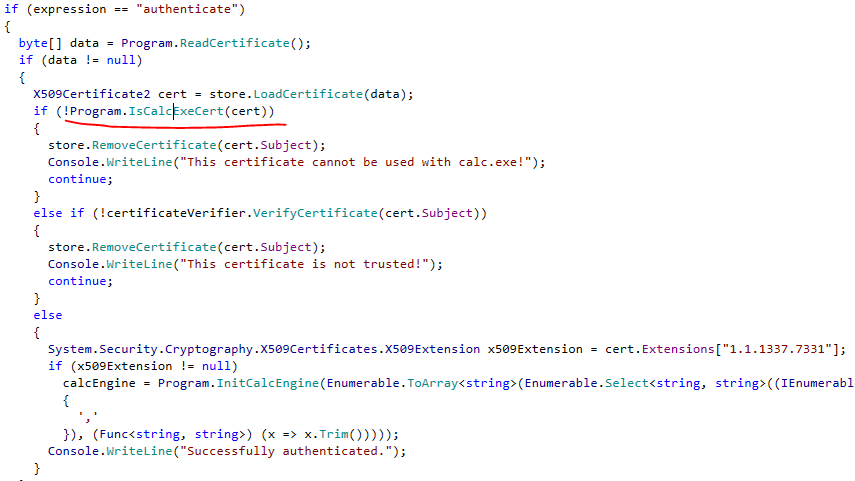 if (expression == "authenticate")
{
  byte[] data = Program.ReadCertificate();
  if (data != null)
  {
    X509Certificate2 cert = store.LoadCertificate(data);
    if (!Program.IsCalcExeCert(cert))
    {
      store.RemoveCertificate(cert.Subject);
      Console.WriteLine("This certificate cannot be used with calc.exe!");
      continue;
    }
    else if (!certificateVerifier.VerifyCertificate(cert.Subject))
    {
      store.RemoveCertificate(cert.Subject);
      Console.WriteLine("This certificate is not trusted!");
      continue;
    }
    else
    {
      System.Security.Cryptography.X509Certificates.X509Extension x509Extension = cert.Extensions["1.1.1337.7331"];
      if (x509Extension != null)
        calcEngine = Program.InitCalcEngine(Enumerable.ToArray<string>(Enumerable.Select<string, string>((IEnumerabl
        {
          ','
        }), (Func<string, string>) (x => x.Trim()))));
      Console.WriteLine("Successfully authenticated.");
    }